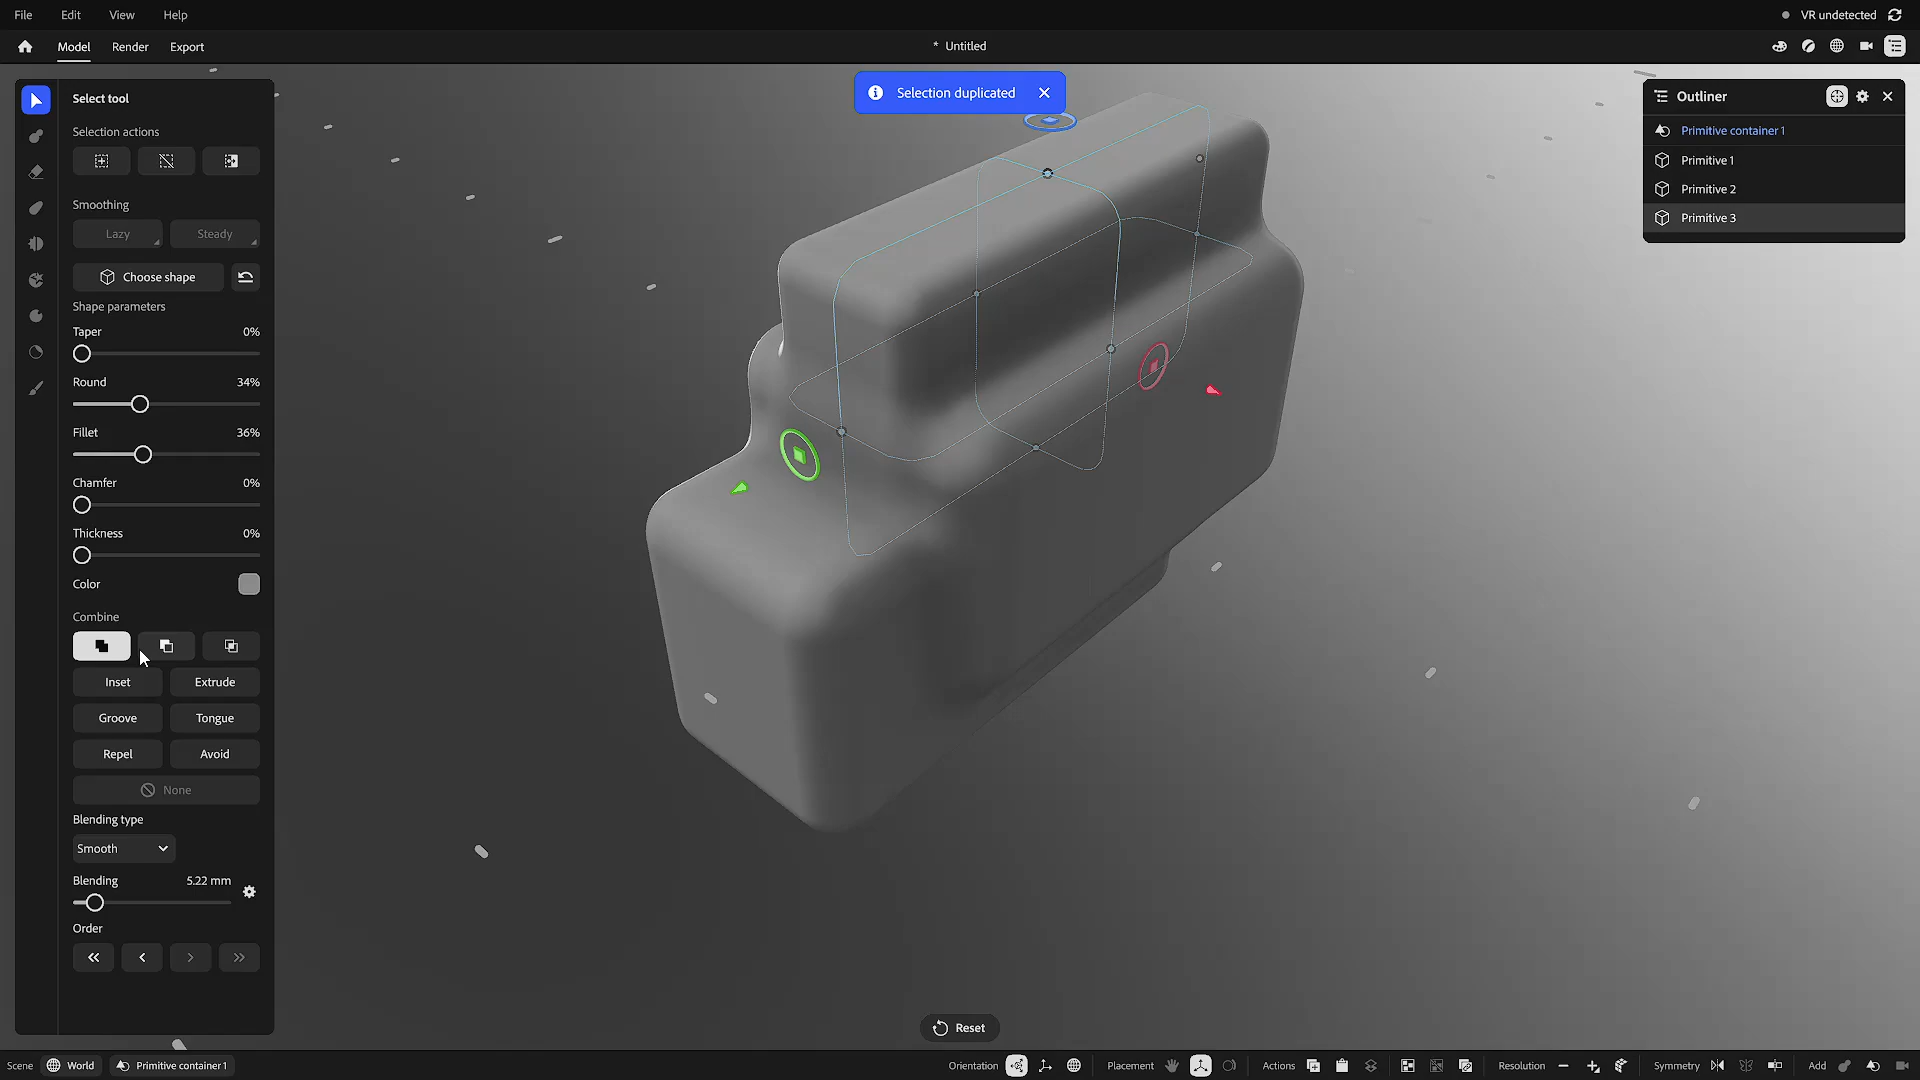 File Edit View Help
VR undetected
Model Render Export
* Untitled
Selection duplicated
Select tool
Selection actions
Smoothing
Lazy Steady
Choose shape
Shape parameters
Taper 0%
Round 34%
Fillet 36%
Chamfer 0%
Thickness 0%
Color
Combine
Inset Extrude
Groove Tongue
Repel Avoid
None
Blending type
Smooth
Blending 5.22 mm
Order
Outliner
Primitive container 1
Primitive 1
Primitive 2
Primitive 3
Reset
Scene World Primitive container 1 Orientation Placement Actions Resolution Symmetry Add